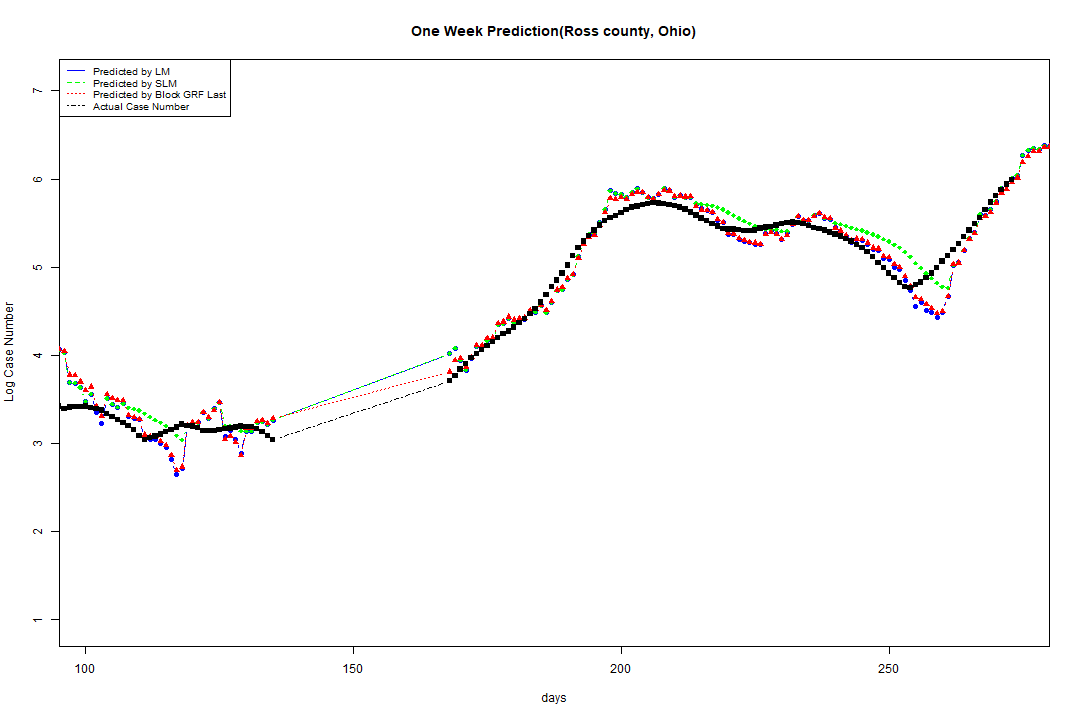 One Week Prediction(Ross county, Ohio)
Predicted by LM
Predicted by SLM
Predicted by Block GRF Last
Actual Case Number
7
6
5
4
3
2
1
Log Case Number
100 150 200 250
days